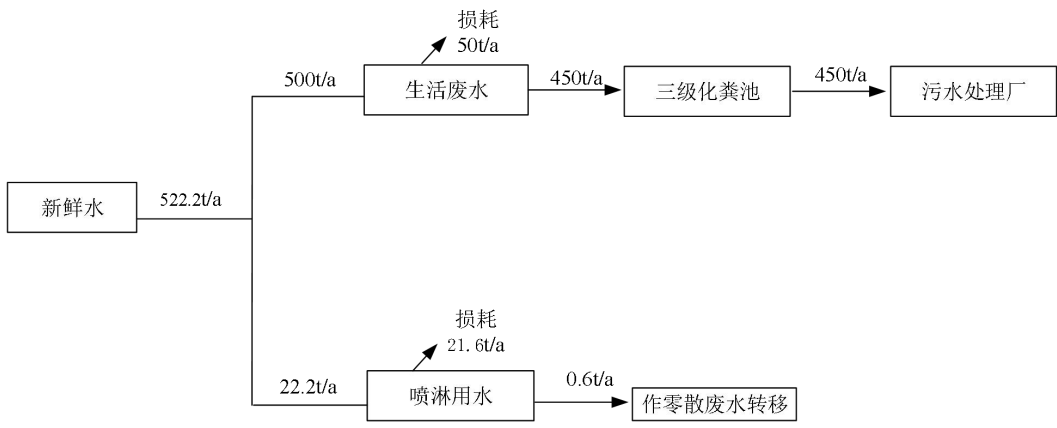 损耗
50t/a
500t/a
生活废水
450t/a
三级化粪池
450t/a
污水处理厂
新鲜水
522.2t/a
损耗
21.6t/a
22.2t/a
喷淋用水
0.6t/a
作零散废水转移